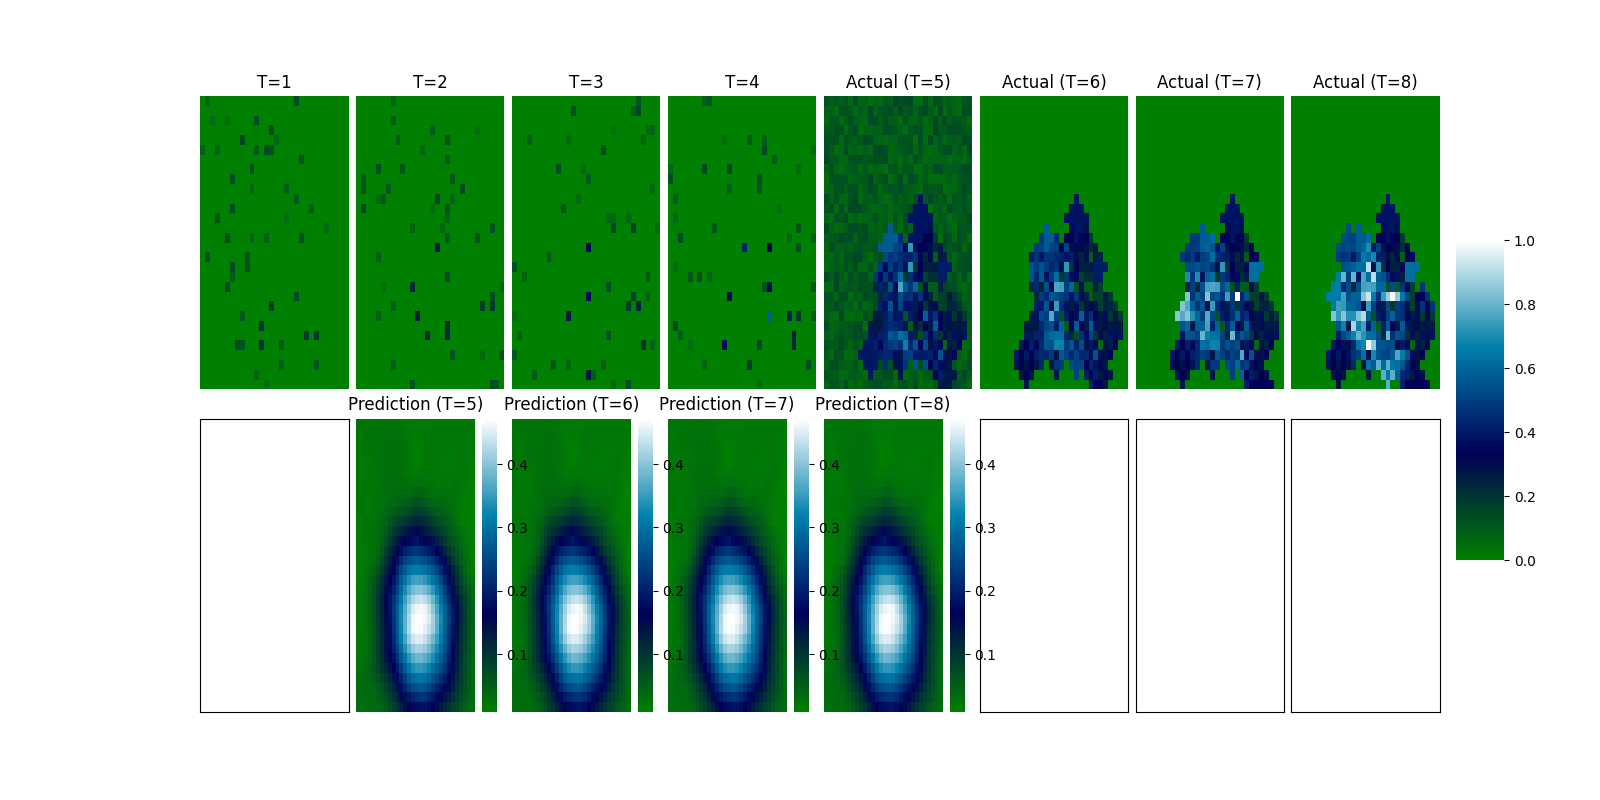 T=1 T=2 T=3 T=4 Actual (T=5) Actual (T=6) Actual (T=7) Actual (T=8)
1.0
0.8
0.6
0.4
0.2
0.0
Prediction (T=5) Prediction (T=6) Prediction (T=7) Prediction (T=8)
0.4 0.4 0.4 0.4
0.3 0.3 0.3 0.3
0.2 0.2 0.2 0.2
0.1 0.1 0.1 0.1